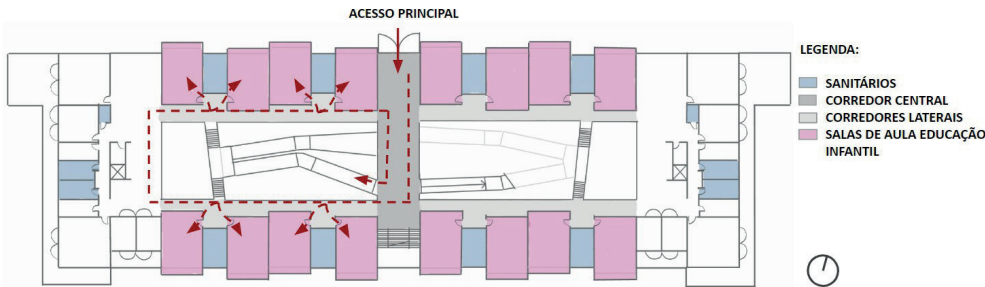 ACESSO PRINCIPAL
LEGENDA:
SANITÁRIOS
CORREDOR CENTRAL
CORREDORES LATERAIS
SALAS DE AULA EDUCAÇÃO
INFANTIL